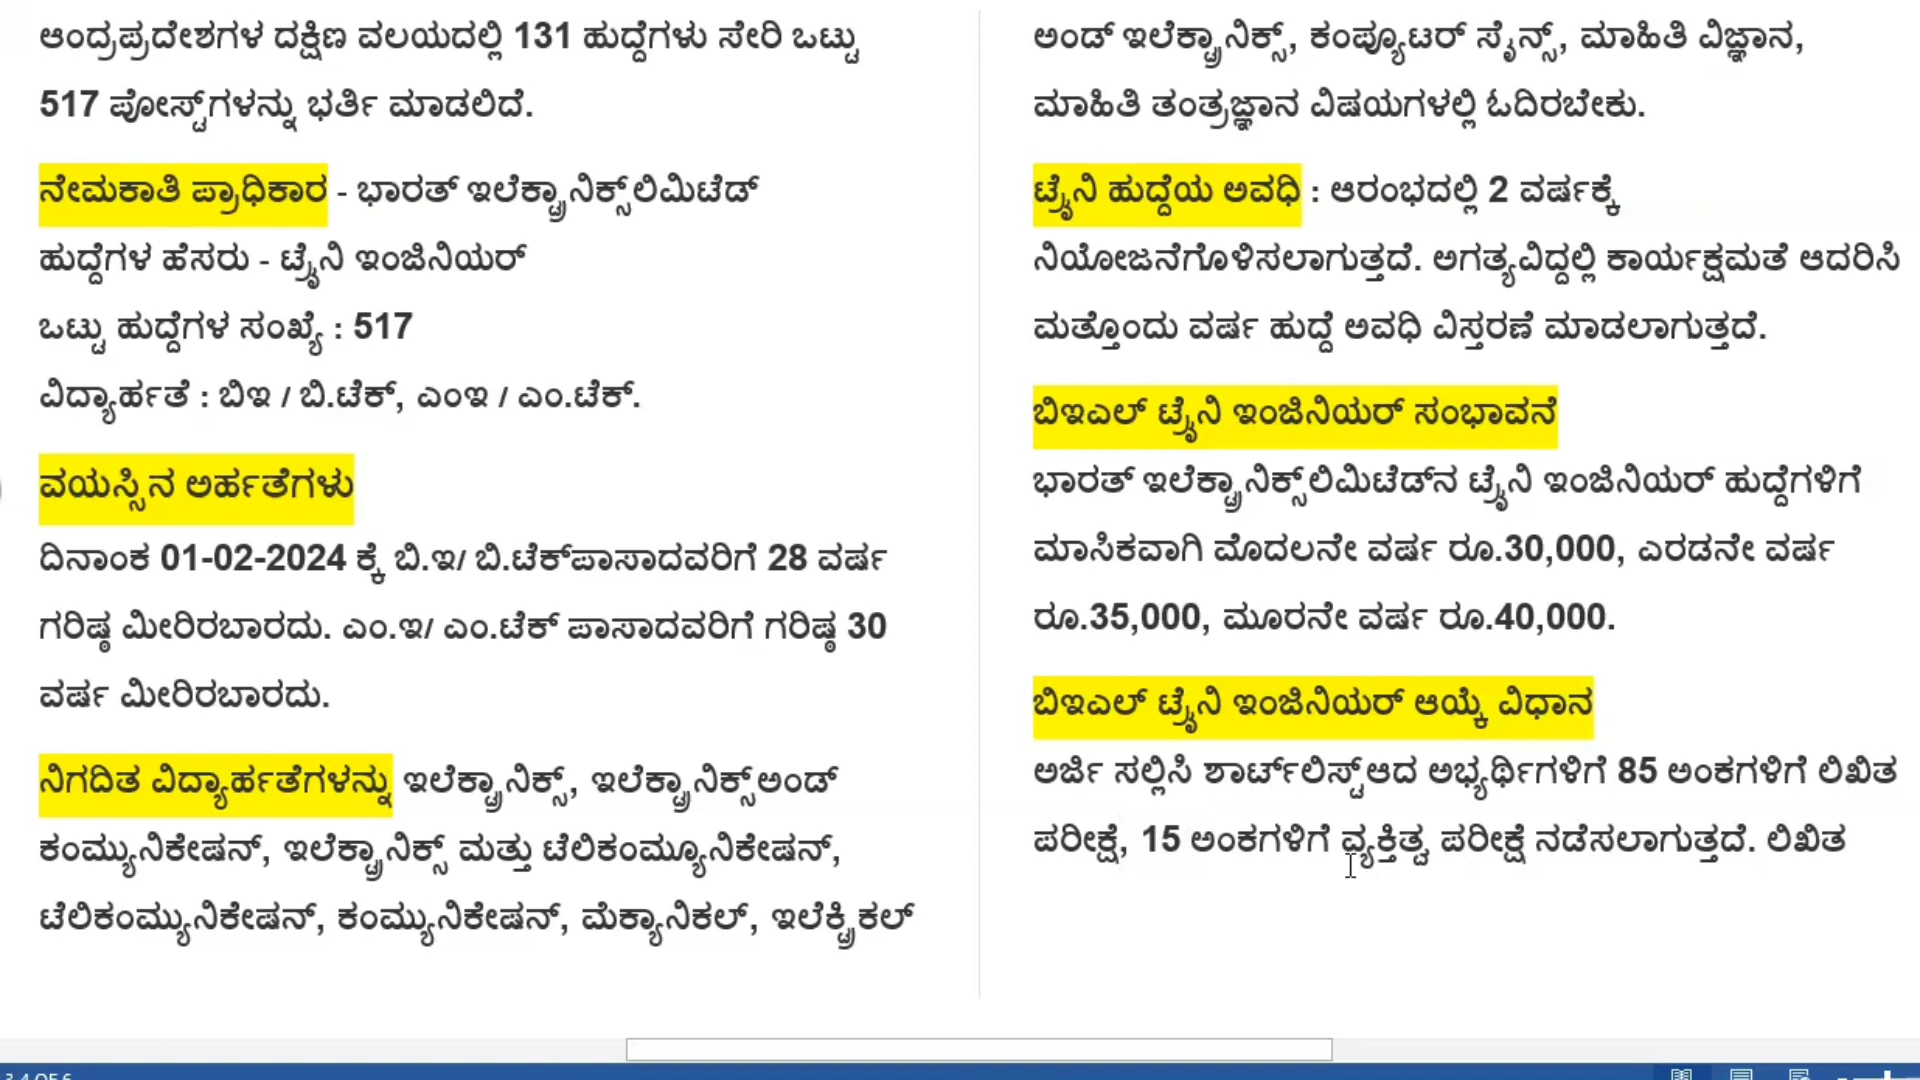 ಆಂದ್ರಪ್ರದೇಶಗಳ ದಕ್ಷಿಣ ವಲಯದಲ್ಲಿ 131 ಹುದ್ದೆಗಳು ಸೇರಿ ಒಟ್ಟು
517 ಪೋಸ್ಟ್‌ಗಳನ್ನು ಭರ್ತಿ ಮಾಡಲಿದೆ.
ನೇಮಕಾತಿ ಪ್ರಾಧಿಕಾರ - ಭಾರತ್ ಇಲೆಕ್ಟ್ರಾನಿಕ್ಸ್‌ಲಿಮಿಟೆಡ್
ಹುದ್ದೆಗಳ ಹೆಸರು - ಟ್ರೈನಿ ಇಂಜಿನಿಯರ್
ಒಟ್ಟು ಹುದ್ದೆಗಳ ಸಂಖ್ಯೆ : 517
ವಿದ್ಯಾರ್ಹತೆ : ಬಿಇ / ಬಿ.ಟೆಕ್, ಎಂಇ / ಎಂ.ಟೆಕ್.
ವಯಸ್ಸಿನ ಅರ್ಹತೆಗಳು
ದಿನಾಂಕ 01-02-2024 ಕ್ಕೆ ಬಿ.ಇ/ ಬಿ.ಟೆಕ್‌ಪಾಸಾದವರಿಗೆ 28 ವರ್ಷ
ಗರಿಷ್ಠ ಮೀರಿರಬಾರದು. ಎಂ.ಇ/ ಎಂ.ಟೆಕ್ ಪಾಸಾದವರಿಗೆ ಗರಿಷ್ಠ 30
ವರ್ಷ ಮೀರಿರಬಾರದು.
ನಿಗದಿತ ವಿದ್ಯಾರ್ಹತೆಗಳನ್ನು ಇಲೆಕ್ಟ್ರಾನಿಕ್ಸ್, ಇಲೆಕ್ಟ್ರಾನಿಕ್ಸ್‌ಅಂಡ್
ಕಂಮ್ಯುನಿಕೇಷನ್, ಇಲೆಕ್ಟ್ರಾನಿಕ್ಸ್ ಮತ್ತು ಟೆಲಿಕಂಮ್ಯೂನಿಕೇಷನ್,
ಟೆಲಿಕಂಮ್ಯುನಿಕೇಷನ್, ಕಂಮ್ಯುನಿಕೇಷನ್, ಮೆಕ್ಯಾನಿಕಲ್, ಇಲೆಕ್ಟ್ರಿಕಲ್
ಅಂಡ್ ಇಲೆಕ್ಟ್ರಾನಿಕ್ಸ್, ಕಂಪ್ಯೂಟರ್ ಸೈನ್ಸ್, ಮಾಹಿತಿ ವಿಜ್ಞಾನ,
ಮಾಹಿತಿ ತಂತ್ರಜ್ಞಾನ ವಿಷಯಗಳಲ್ಲಿ ಓದಿರಬೇಕು.
ಟ್ರೈನಿ ಹುದ್ದೆಯ ಅವಧಿ : ಆರಂಭದಲ್ಲಿ 2 ವರ್ಷಕ್ಕೆ
ನಿಯೋಜನೆಗೊಳಿಸಲಾಗುತ್ತದೆ. ಅಗತ್ಯವಿದ್ದಲ್ಲಿ ಕಾರ್ಯಕ್ಷಮತೆ ಆದರಿಸಿ
ಮತ್ತೊಂದು ವರ್ಷ ಹುದ್ದೆ ಅವಧಿ ವಿಸ್ತರಣೆ ಮಾಡಲಾಗುತ್ತದೆ.
ಬಿಇಎಲ್ ಟ್ರೈನಿ ಇಂಜಿನಿಯರ್ ಸಂಭಾವನೆ
ಭಾರತ್ ಇಲೆಕ್ಟ್ರಾನಿಕ್ಸ್‌ಲಿಮಿಟೆಡ್‌ನ ಟ್ರೈನಿ ಇಂಜಿನಿಯರ್ ಹುದ್ದೆಗಳಿಗೆ
ಮಾಸಿಕವಾಗಿ ಮೊದಲನೇ ವರ್ಷ ರೂ.30,000, ಎರಡನೇ ವರ್ಷ
ರೂ.35,000, ಮೂರನೇ ವರ್ಷ ರೂ.40,000.
ಬಿಇಎಲ್ ಟ್ರೈನಿ ಇಂಜಿನಿಯರ್ ಆಯ್ಕೆ ವಿಧಾನ
ಅರ್ಜಿ ಸಲ್ಲಿಸಿ ಶಾರ್ಟ್‌ಲಿಸ್ಟ್‌ಆದ ಅಭ್ಯರ್ಥಿಗಳಿಗೆ 85 ಅಂಕಗಳಿಗೆ ಲಿಖಿತ
ಪರೀಕ್ಷೆ, 15 ಅಂಕಗಳಿಗೆ ವ್ಯಕ್ತಿತ್ವ ಪರೀಕ್ಷೆ ನಡೆಸಲಾಗುತ್ತದೆ. ಲಿಖಿತ